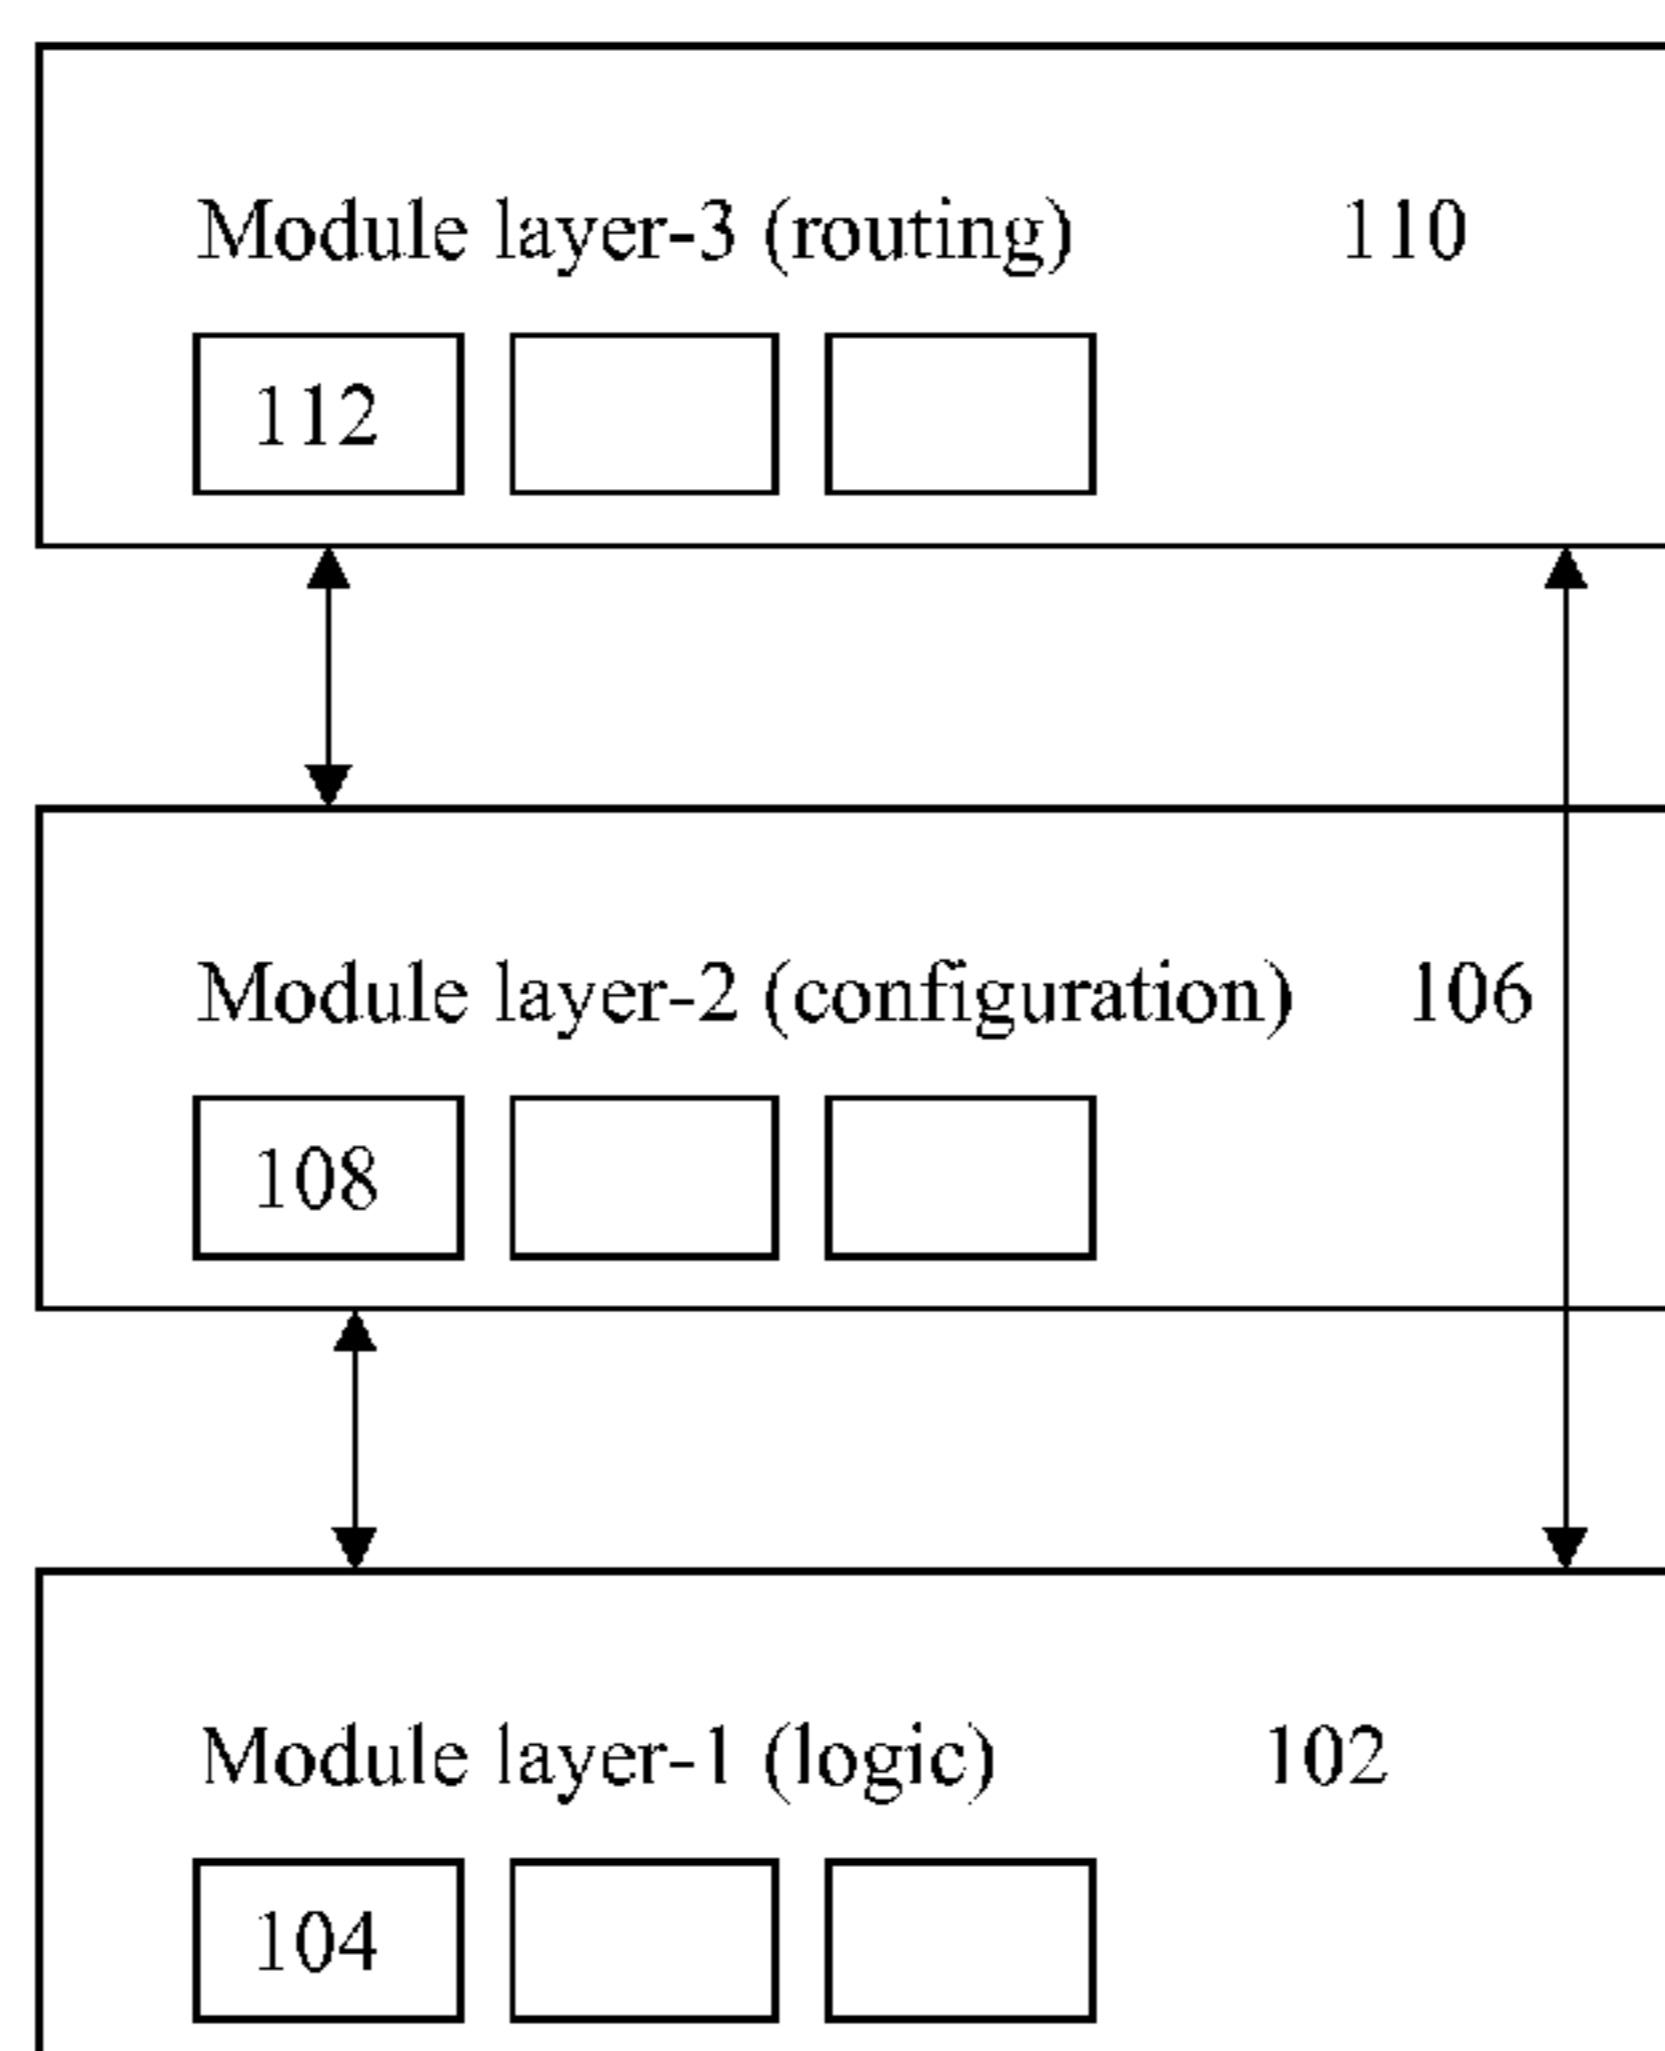 Module layer-3 (routing) 110
112
Module layer-2 (configuration) 106
108
Module layer-1 (logic) 102
104